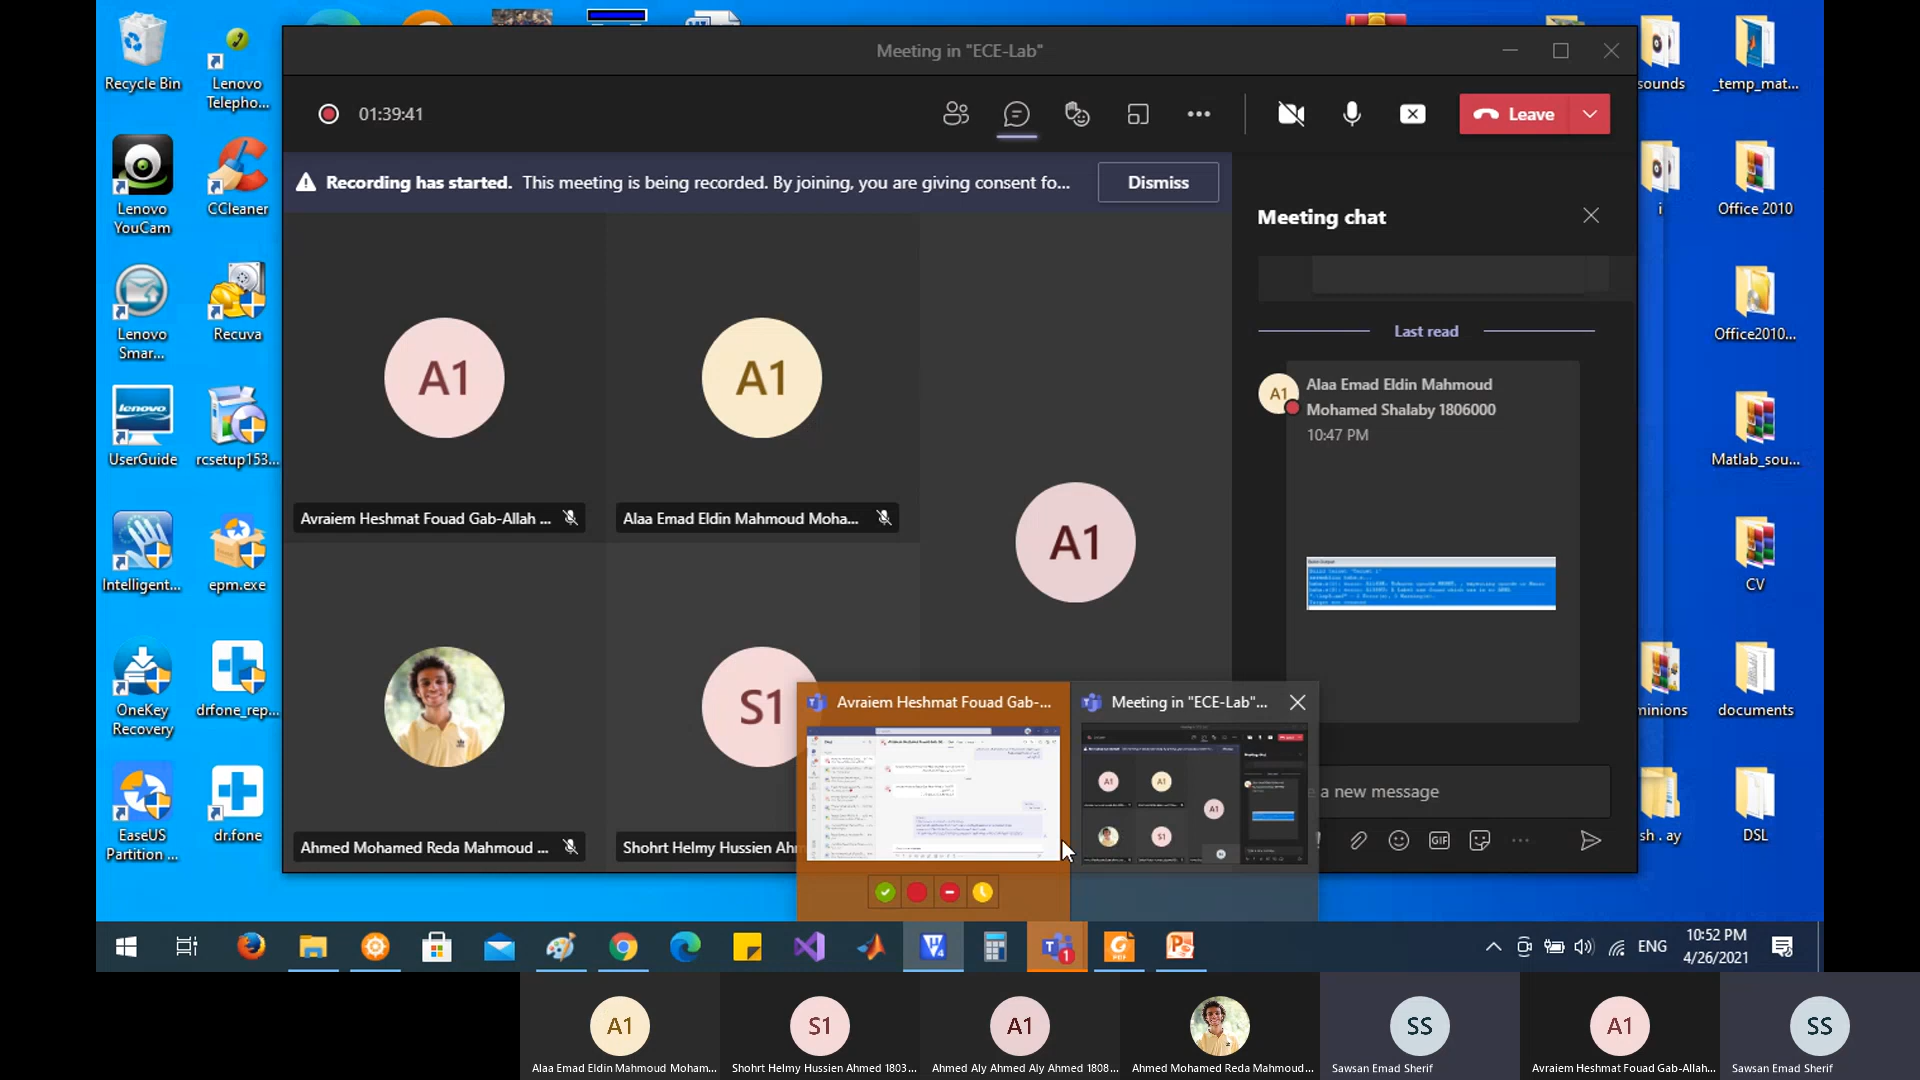 Meeting in "ECE-Lab"
01:39:41
Leave
Recording has started. This meeting is being recorded. By joining, you are giving consent fo...
Dismiss
Meeting chat
Last read
Alaa Emad Eldin Mahmoud
Mohamed Shalaby 1806000
10:47 PM
A1
A1
A1
A1
S1
Avraiem Heshmat Fouad Gab-Allah ...
Alaa Emad Eldin Mahmoud Moha...
Ahmed Mohamed Reda Mahmoud ...
Shohrt Helmy Hussien Ahm
Avraiem Heshmat Fouad Gab-...
Meeting in "ECE-Lab"...
a new message
GIF
Recycle Bin
Lenovo
Telepho...
Lenovo
YouCam
CCleaner
Lenovo
Smar...
Recuva
UserGuide
rcsetup153...
Intelligent...
epm.exe
OneKey
Recovery
drfone_rep...
EaseUS
Partition ...
dr.fone
sounds
_temp_mat...
i
Office 2010
Office2010...
Matlab_sou...
CV
minions
documents
sh . ay
DSL
ENG
10:52 PM
4/26/2021
A1
Alaa Emad Eldin Mahmoud Moham...
S1
Shohrt Helmy Hussien Ahmed 1803...
A1
Ahmed Aly Ahmed Aly Ahmed 1808...
Ahmed Mohamed Reda Mahmoud...
SS
Sawsan Emad Sherif
A1
Avraiem Heshmat Fouad Gab-Allah...
SS
Sawsan Emad Sherif